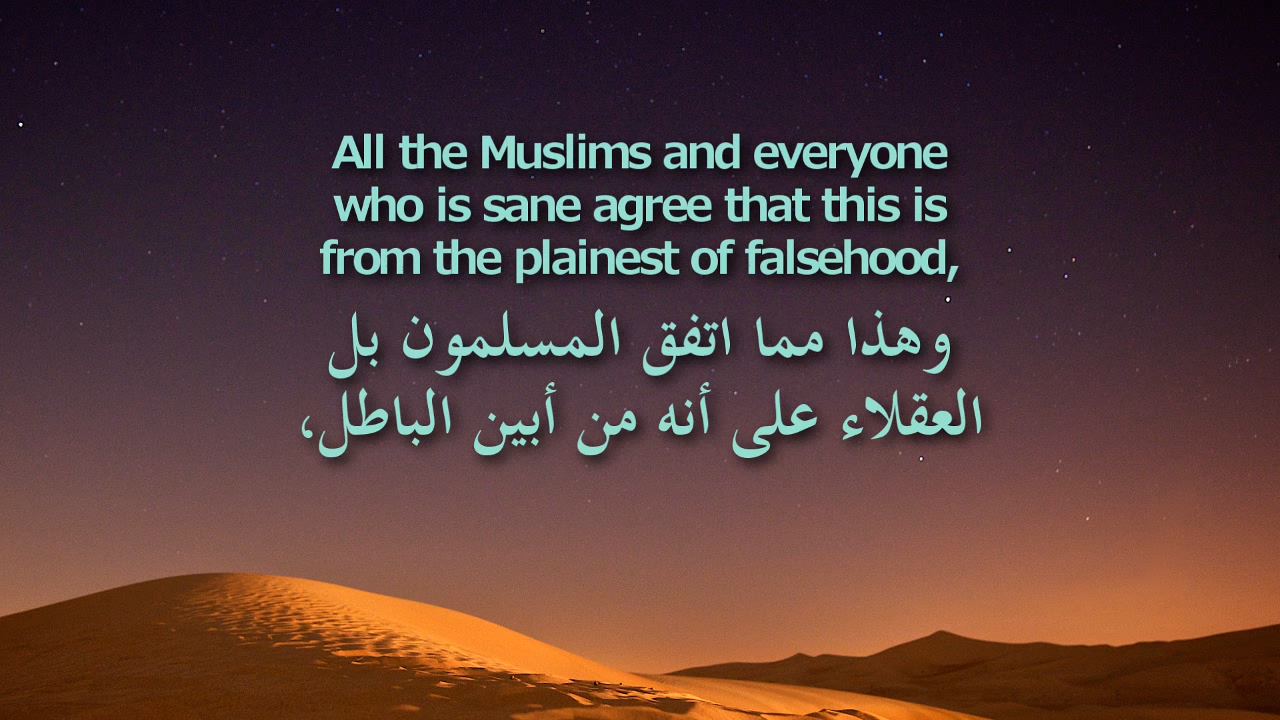 All the Muslims and everyone
who is sane agree that this is
from the plainest of falsehood,
وهذا مما اتفق المسلمون بل
العقلاء على أنه من أبين الباطل،